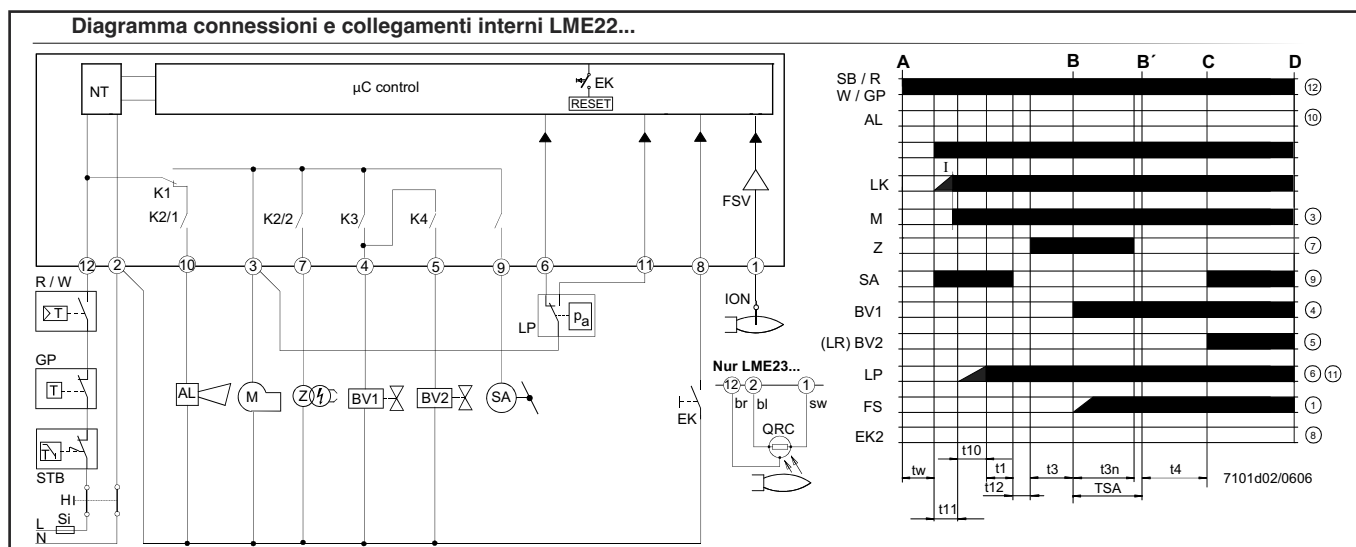 Diagramma connessioni e collegamenti interni LME22...
NT
µC control
EK
RESET
K1
K2/1
K2/2
K3
K4
FSV
12
2
10
3
7
4
5
9
6
11
8
1
R / W
T
GP
T
STB
T
H
L
Si
N
AL
M
Z
BV1
BV2
SA
LP
pa
ION
EK
Nur LME23...
12
2
1
br
bl
sw
QRC
A
B
B´
C
D
SB / R
W / GP
12
AL
10
I
LK
M
3
Z
7
SA
9
BV1
4
(LR) BV2
5
LP
6
11
FS
1
EK2
8
t10
tw
t1
t3
t3n
t4
t12
TSA
t11
7101d02/0606